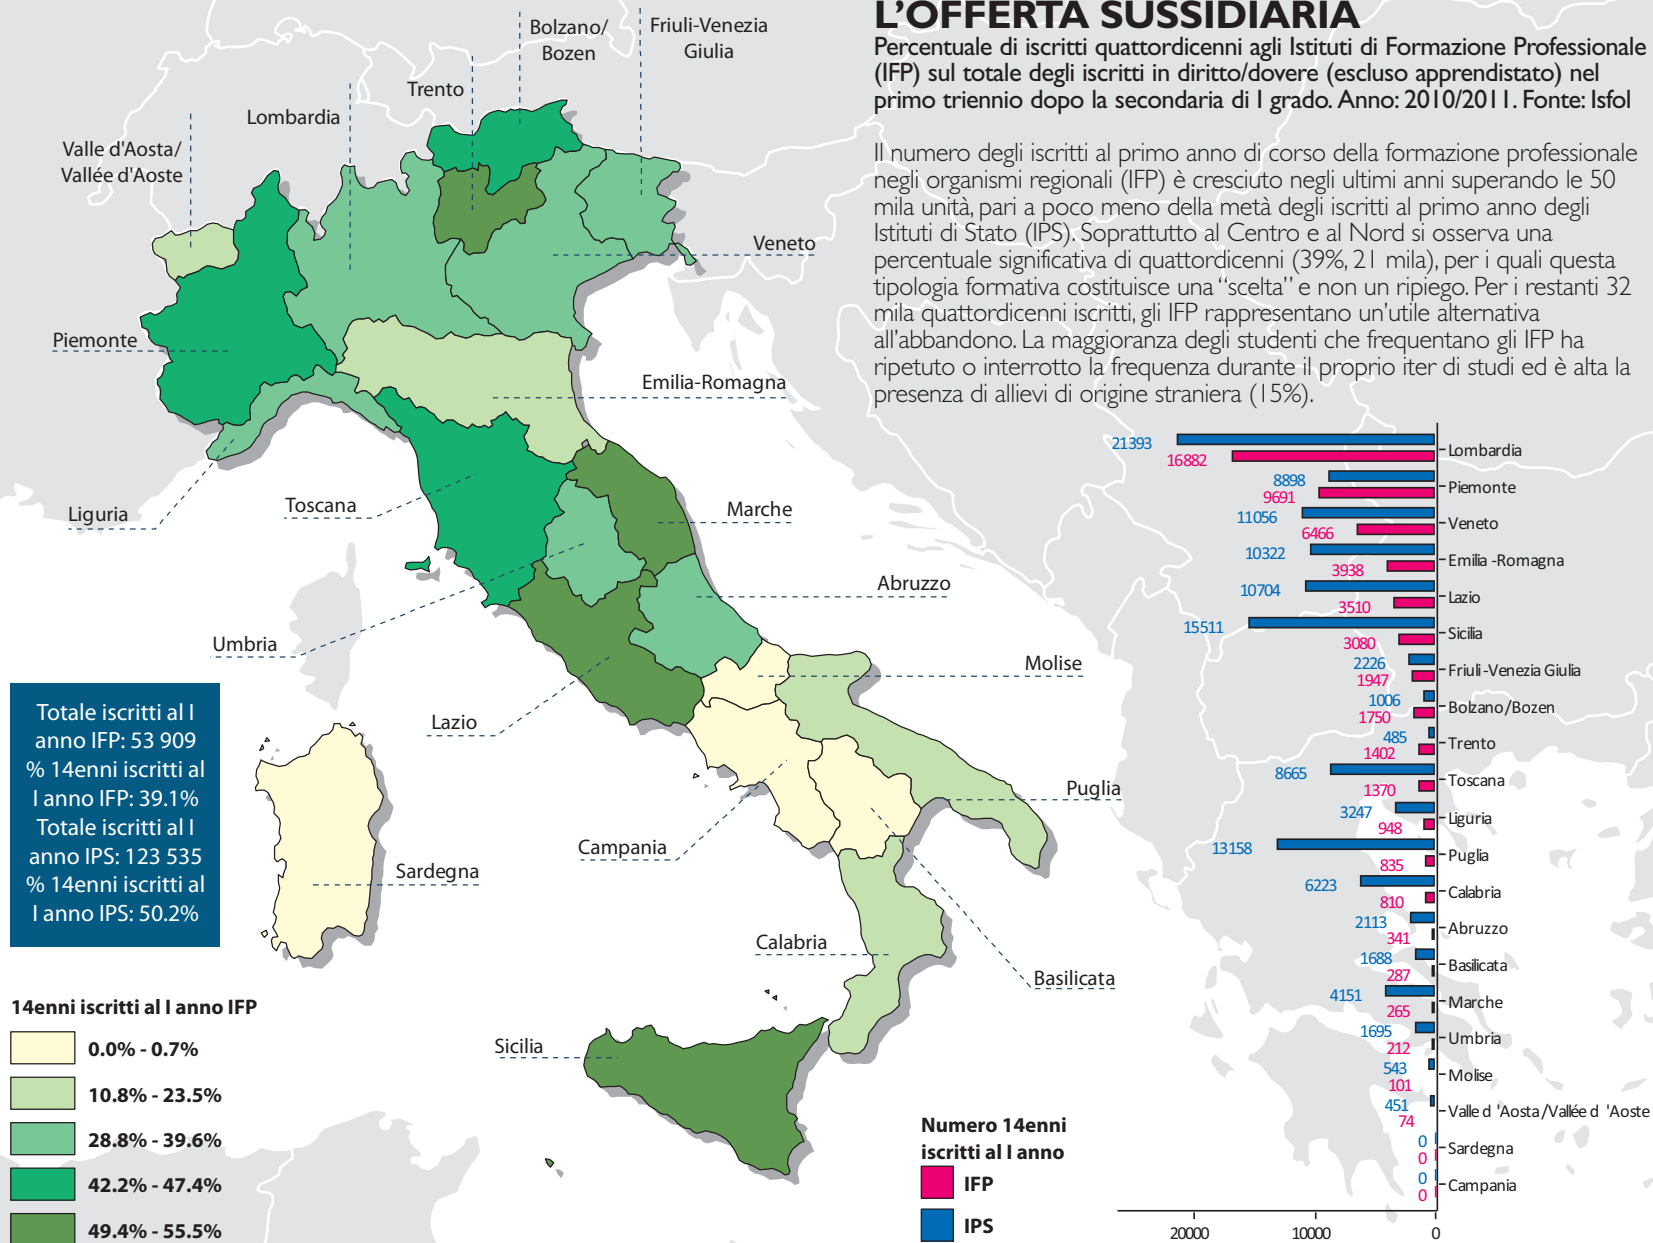 L'OFFERTA SUSSIDIARIA
Percentuale di iscritti quattordicenni agli Istituti di Formazione Professionale
(IFP) sul totale degli iscritti in diritto/dovere (escluso apprendistato) nel
primo triennio dopo la secondaria di I grado. Anno: 2010/2011. Fonte: Isfol
Il numero degli iscritti al primo anno di corso della formazione professionale
negli organismi regionali (IFP) è cresciuto negli ultimi anni superando le 50
mila unità, pari a poco meno della metà degli iscritti al primo anno degli
Istituti di Stato (IPS). Soprattutto al Centro e al Nord si osserva una
percentuale significativa di quattordicenni (39%, 21 mila), per i quali questa
tipologia formativa costituisce una "scelta" e non un ripiego. Per i restanti 32
mila quattordicenni iscritti, gli IFP rappresentano un'utile alternativa
all'abbandono. La maggioranza degli studenti che frequentano gli IFP ha
ripetuto o interrotto la frequenza durante il proprio iter di studi ed è alta la
presenza di allievi di origine straniera (15%).
Bolzano/
Bozen
Friuli-Venezia
Giulia
Trento
Lombardia
Valle d'Aosta/
Vallée d'Aoste
Veneto
Piemonte
Emilia-Romagna
Liguria
Toscana
Marche
Abruzzo
Umbria
Molise
Lazio
Puglia
Campania
Sardegna
Calabria
Basilicata
Sicilia
Totale iscritti al I
anno IFP: 53 909
% 14enni iscritti al
I anno IFP: 39.1%
Totale iscritti al I
anno IPS: 123 535
% 14enni iscritti al
I anno IPS: 50.2%
14enni iscritti al I anno IFP
0.0% - 0.7%
10.8% - 23.5%
28.8% - 39.6%
42.2% - 47.4%
49.4% - 55.5%
21393
16882
Lombardia
8898
9691
Piemonte
11056
6466
Veneto
10322
3938
Emilia -Romagna
10704
3510
Lazio
15511
3080
Sicilia
2226
1947
Friuli-Venezia Giulia
1006
1750
Bolzano/Bozen
485
1402
Trento
8665
1370
Toscana
3247
948
Liguria
13158
835
Puglia
6223
810
Calabria
2113
341
Abruzzo
1688
287
Basilicata
4151
265
Marche
1695
212
Umbria
543
101
Molise
451
74
Valle d 'Aosta /Vallée d 'Aoste
0
0
Sardegna
0
0
Campania
20000 10000 0
Numero 14enni
iscritti al I anno
IFP
IPS